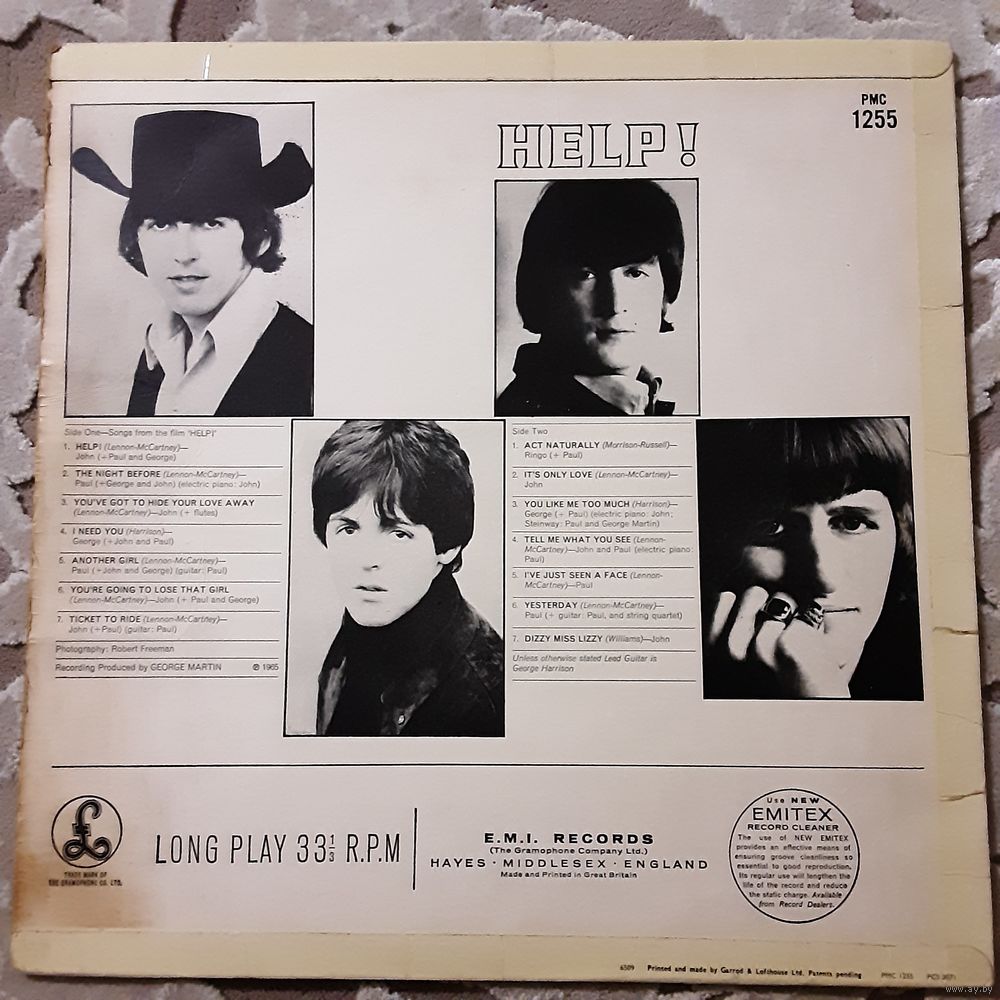 PMC
1255
HELP!
Side One—Songs from the film 'HELP!'
1. HELP! (Lennon-McCartney)—
John (+Paul and George)
2. THE NIGHT BEFORE (Lennon-McCartney)—
Paul (+George and John) (electric piano: John)
3. YOU'VE GOT TO HIDE YOUR LOVE AWAY
(Lennon-McCartney)—John (+ flutes)
4. I NEED YOU (Harrison)—
George (+John and Paul)
5. ANOTHER GIRL (Lennon-McCartney)—
Paul (+John and George) (guitar: Paul)
6. YOU'RE GOING TO LOSE THAT GIRL
(Lennon-McCartney)—John (+ Paul and George)
7. TICKET TO RIDE (Lennon-McCartney)—
John (+Paul) (guitar: Paul)
Photography: Robert Freeman
Recording Produced by GEORGE MARTIN ℗ 1965
Side Two
1. ACT NATURALLY (Morrison-Russell)—
Ringo (+ Paul)
2. IT'S ONLY LOVE (Lennon-McCartney)—
John
3. YOU LIKE ME TOO MUCH (Harrison)—
George (+ Paul) (electric piano: John;
Steinway: Paul and George Martin)
4. TELL ME WHAT YOU SEE (Lennon-
McCartney)—John and Paul (electric piano:
Paul)
5. I'VE JUST SEEN A FACE (Lennon-
McCartney)—Paul
6. YESTERDAY (Lennon-McCartney)—
Paul (+ guitar: Paul, and string quartet)
7. DIZZY MISS LIZZY (Williams)—John
Unless otherwise stated Lead Guitar is
George Harrison
£
TRADE MARK OF
THE GRAMOPHONE CO. LTD.
LONG PLAY 33⅓ R.P.M
E.M.I. RECORDS
(The Gramophone Company Ltd.)
HAYES · MIDDLESEX · ENGLAND
Made and Printed in Great Britain
Use NEW
EMITEX
RECORD CLEANER
The use of NEW EMITEX
provides an effective means of
ensuring groove cleanliness so
essential to good reproduction.
Its regular use will lengthen the
life of the record and reduce
the static charge. Available
from Record Dealers.
6509 Printed and made by Garrod & Lofthouse Ltd. Patents pending PMC 1255 PCS 3071
www.ay.by